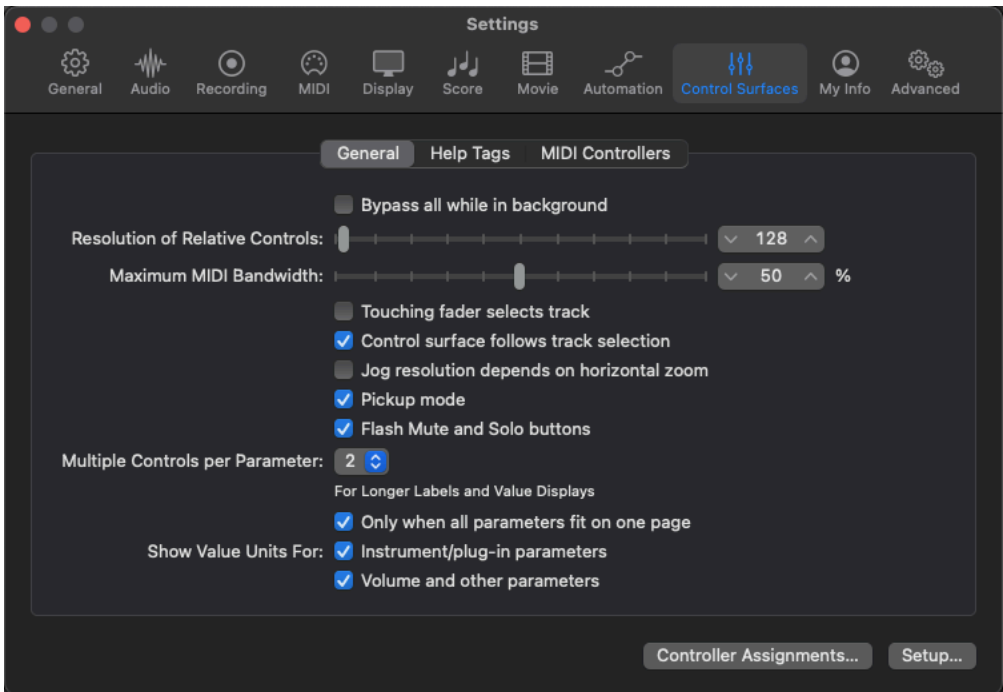 Settings
General Audio Recording MIDI Display Score Movie Automation Control Surfaces My Info Advanced
General Help Tags MIDI Controllers
Bypass all while in background
Resolution of Relative Controls: 128
Maximum MIDI Bandwidth: 50 %
Touching fader selects track
Control surface follows track selection
Jog resolution depends on horizontal zoom
Pickup mode
Flash Mute and Solo buttons
Multiple Controls per Parameter: 2
For Longer Labels and Value Displays
Only when all parameters fit on one page
Show Value Units For: Instrument/plug-in parameters
Volume and other parameters
Controller Assignments... Setup...